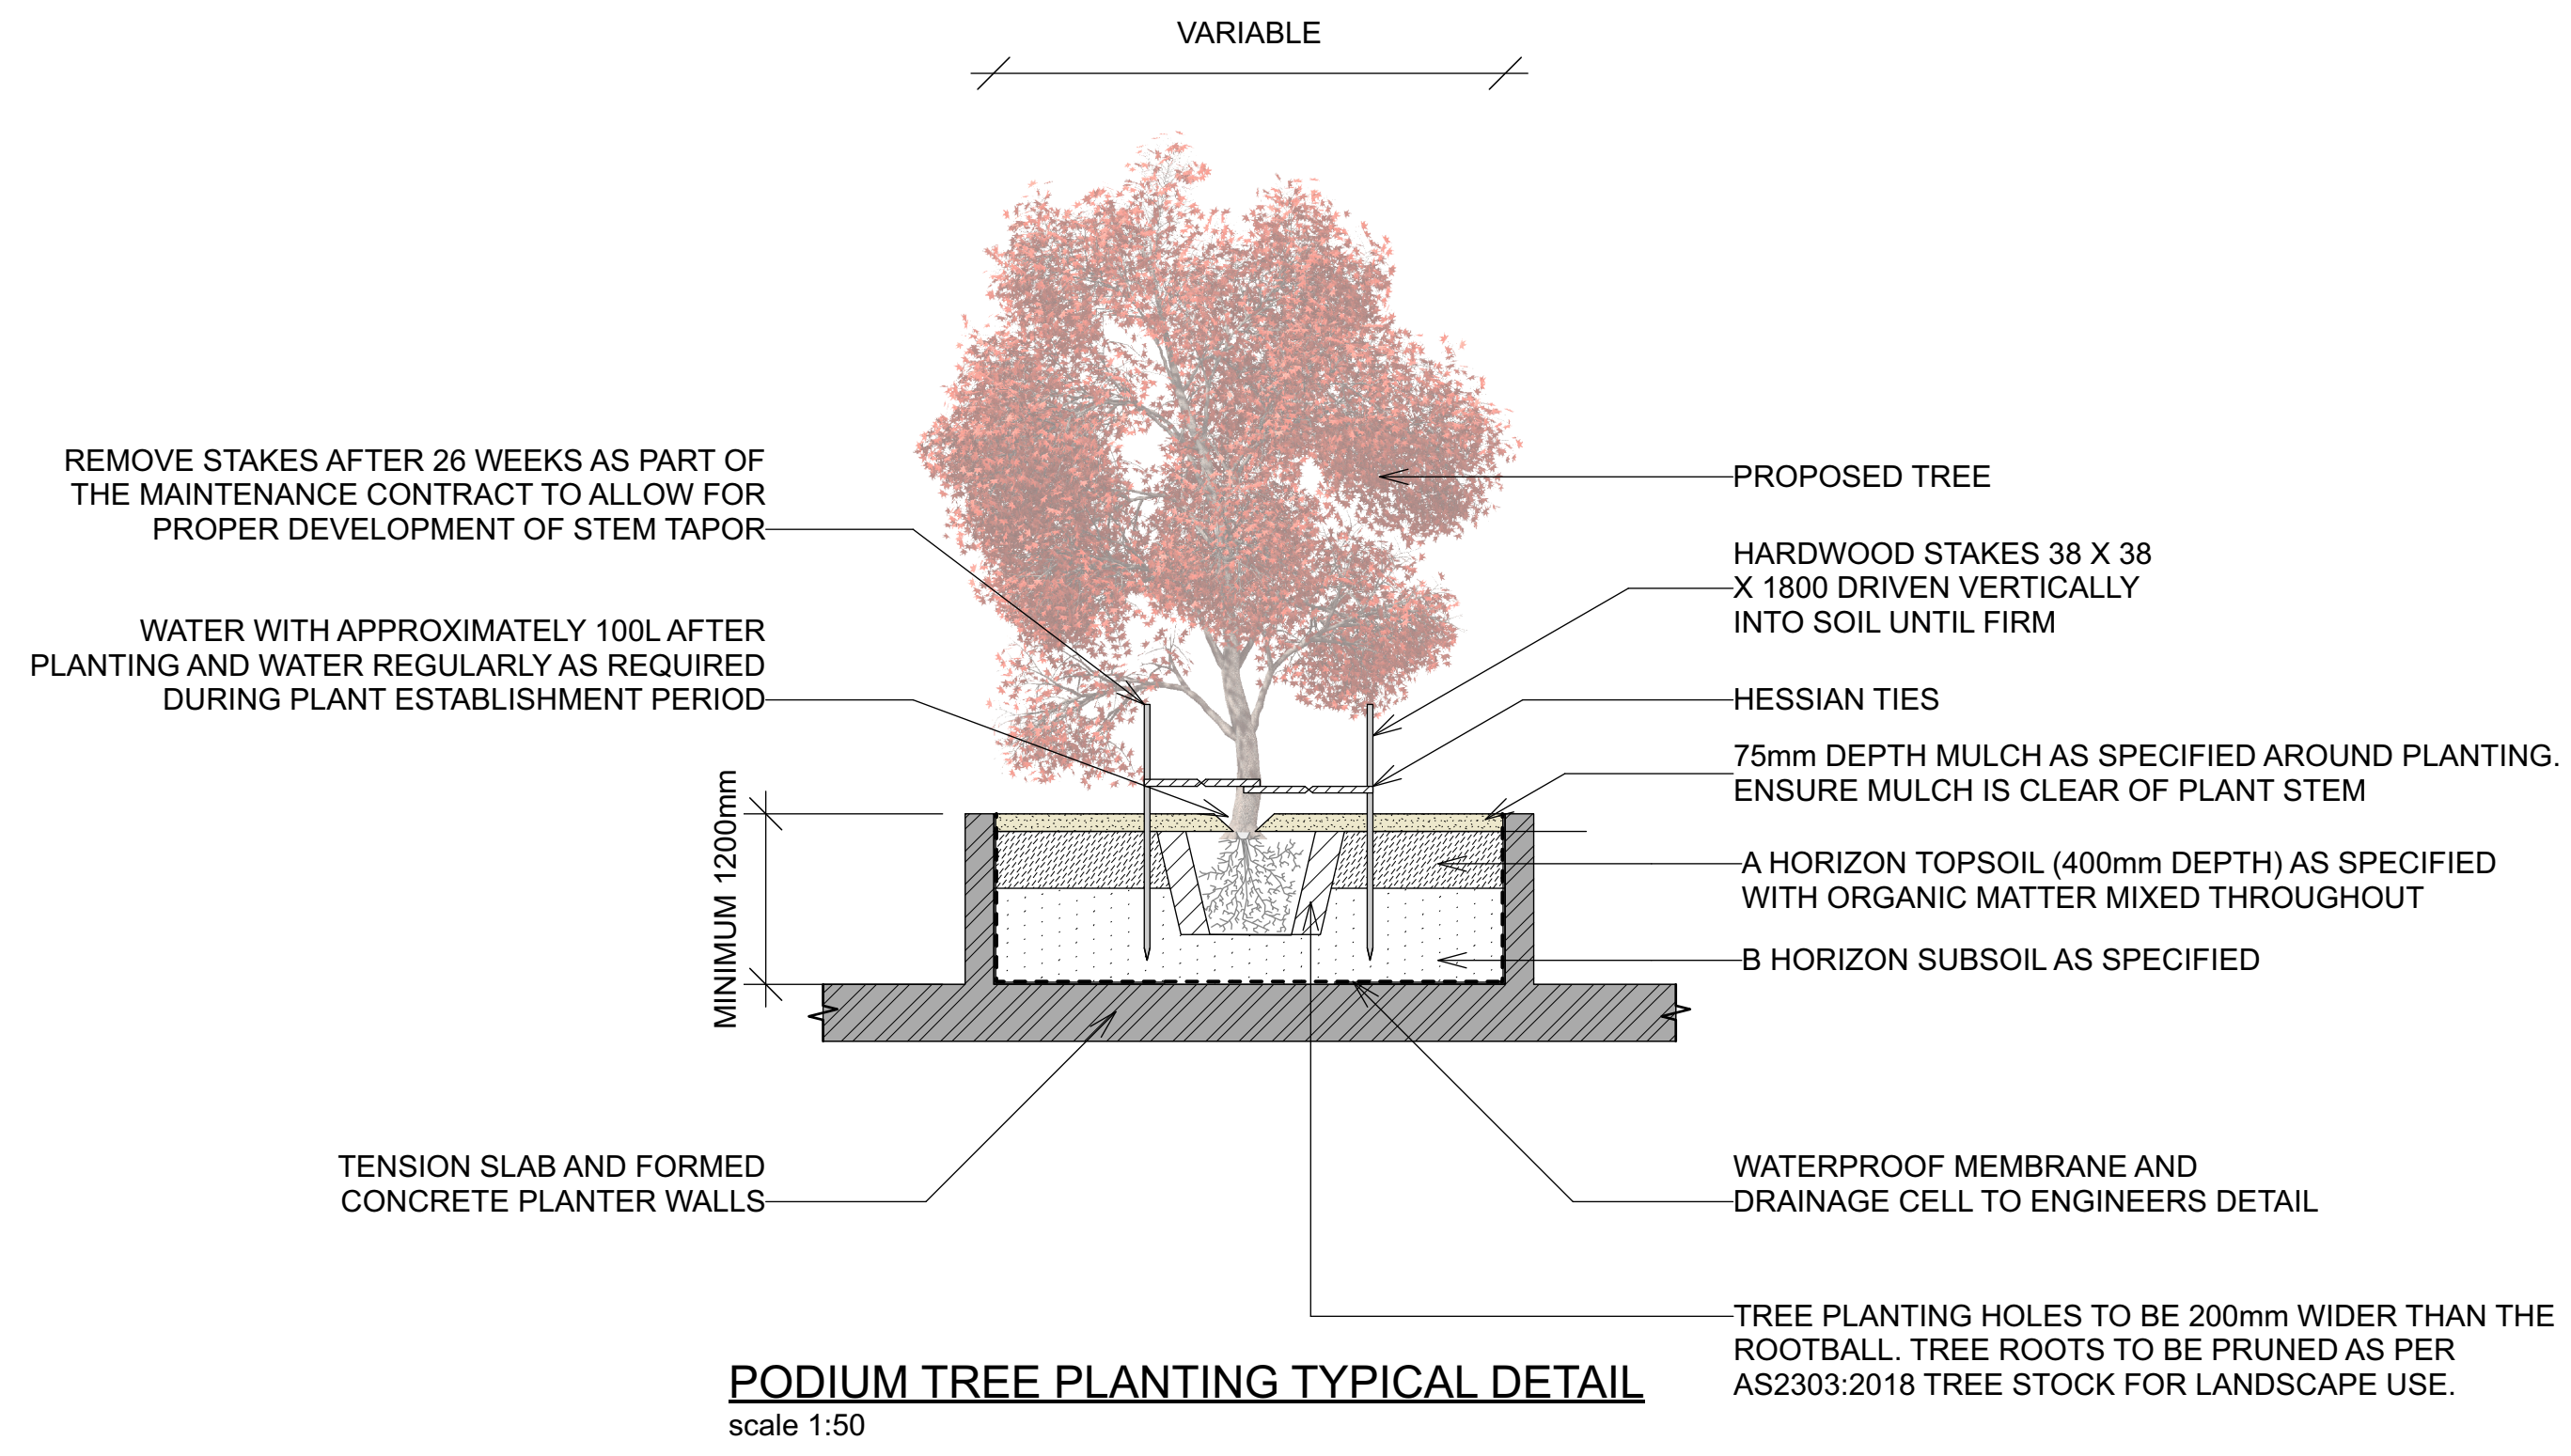 VARIABLE
REMOVE STAKES AFTER 26 WEEKS AS PART OF
THE MAINTENANCE CONTRACT TO ALLOW FOR
PROPER DEVELOPMENT OF STEM TAPOR
WATER WITH APPROXIMATELY 100L AFTER
PLANTING AND WATER REGULARLY AS REQUIRED
DURING PLANT ESTABLISHMENT PERIOD
MINIMUM 1200mm
TENSION SLAB AND FORMED
CONCRETE PLANTER WALLS
PROPOSED TREE
HARDWOOD STAKES 38 X 38
X 1800 DRIVEN VERTICALLY
INTO SOIL UNTIL FIRM
HESSIAN TIES
75mm DEPTH MULCH AS SPECIFIED AROUND PLANTING.
ENSURE MULCH IS CLEAR OF PLANT STEM
A HORIZON TOPSOIL (400mm DEPTH) AS SPECIFIED
WITH ORGANIC MATTER MIXED THROUGHOUT
B HORIZON SUBSOIL AS SPECIFIED
WATERPROOF MEMBRANE AND
DRAINAGE CELL TO ENGINEERS DETAIL
TREE PLANTING HOLES TO BE 200mm WIDER THAN THE
ROOTBALL. TREE ROOTS TO BE PRUNED AS PER
AS2303:2018 TREE STOCK FOR LANDSCAPE USE.
PODIUM TREE PLANTING TYPICAL DETAIL
scale 1:50